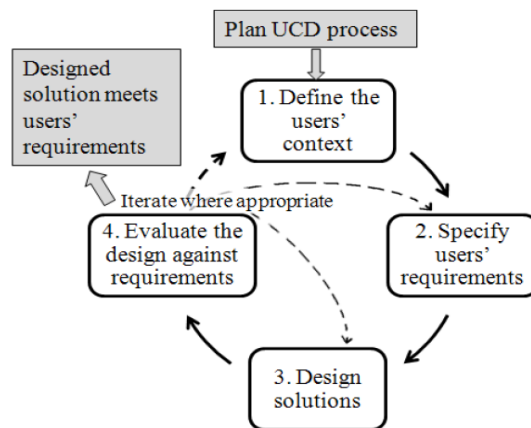 Plan UCD process
Designed
solution meets
users'
requirements
1. Define the
users'
context
Iterate where appropriate
4. Evaluate the
design against
requirements
2. Specify
users'
requirements
3. Design
solutions